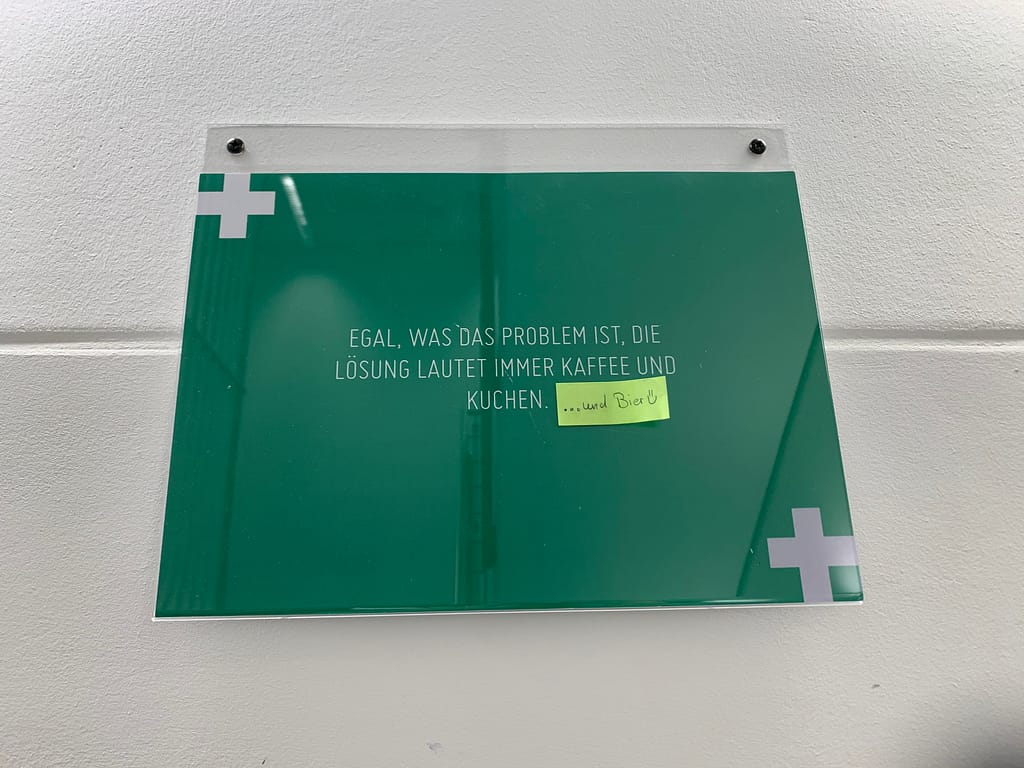 EGAL, WAS DAS PROBLEM IST, DIE
LÖSUNG LAUTET IMMER KAFFEE UND
KUCHEN. ...und Bier